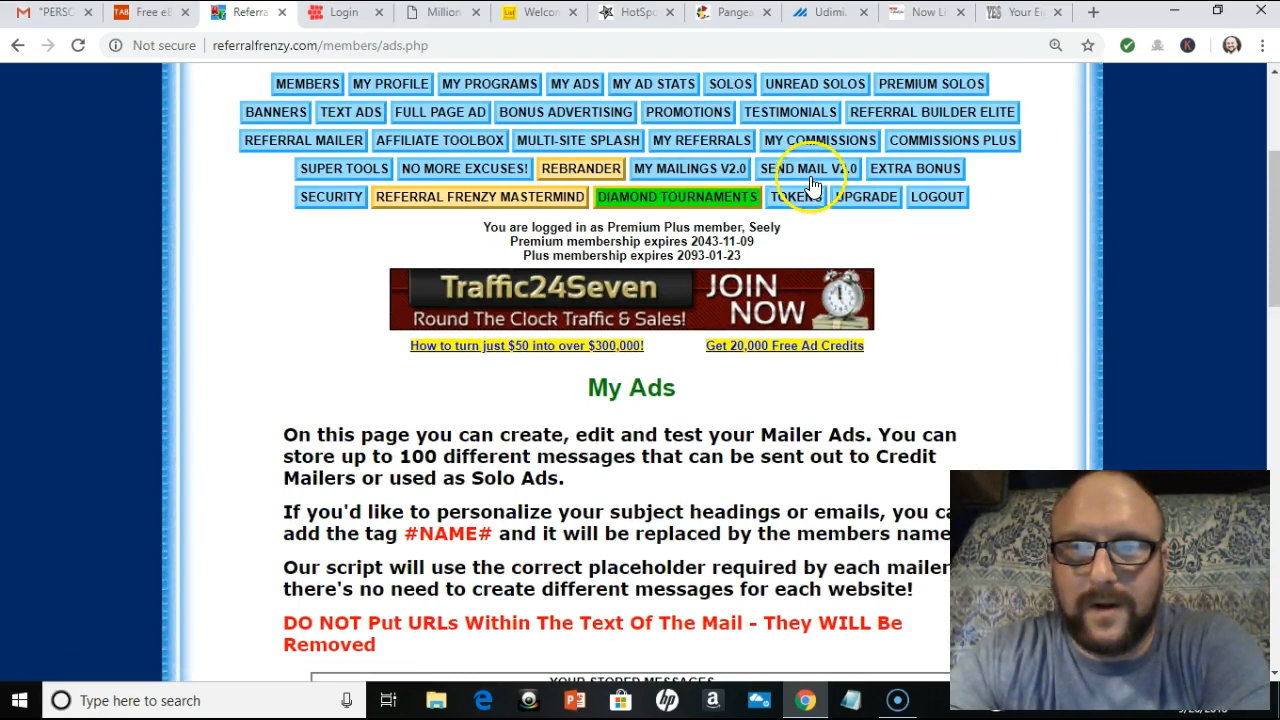 "PERSC
Free eB
Referra
Login
Million
Welcom
HotSpo
Pangea
Udimi.
Now Li
Your Ei
Not secure
referralfrenzy.com/members/ads.php
MEMBERS MY PROFILE MY PROGRAMS MY ADS MY AD STATS SOLOS UNREAD SOLOS PREMIUM SOLOS
BANNERS TEXT ADS FULL PAGE AD BONUS ADVERTISING PROMOTIONS TESTIMONIALS REFERRAL BUILDER ELITE
REFERRAL MAILER AFFILIATE TOOLBOX MULTI-SITE SPLASH MY REFERRALS MY COMMISSIONS COMMISSIONS PLUS
SUPER TOOLS NO MORE EXCUSES! REBRANDER MY MAILINGS V2.0 SEND MAIL V2.0 EXTRA BONUS
SECURITY REFERRAL FRENZY MASTERMIND DIAMOND TOURNAMENTS TOKENS UPGRADE LOGOUT
You are logged in as Premium Plus member, Seely
Premium membership expires 2043-11-09
Plus membership expires 2093-01-23
Traffic24Seven
Round The Clock Traffic & Sales!
JOIN
NOW
How to turn just $50 into over $300,000! Get 20,000 Free Ad Credits
My Ads
On this page you can create, edit and test your Mailer Ads. You can
store up to 100 different messages that can be sent out to Credit
Mailers or used as Solo Ads.
If you'd like to personalize your subject headings or emails, you ca
add the tag #NAME# and it will be replaced by the members name
Our script will use the correct placeholder required by each mailer
there's no need to create different messages for each website!
DO NOT Put URLs Within The Text Of The Mail - They WILL Be
Removed
YOUR STORED MESSAGES
Type here to search